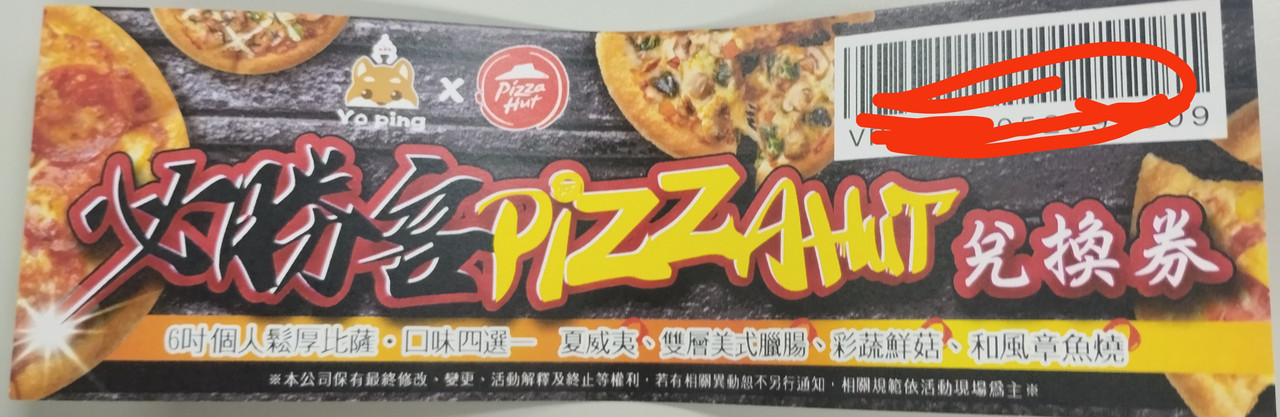 Yo ping × Pizza Hut
必勝客PiZZAHuT兌換券
6吋個人鬆厚比薩・口味四選一 夏威夷、雙層美式臘腸、彩蔬鮮菇、和風章魚燒
※本公司保有最終修改、變更、活動解釋及終止等權利,若有相關異動恕不另行通知,相關規範依活動現場為主※